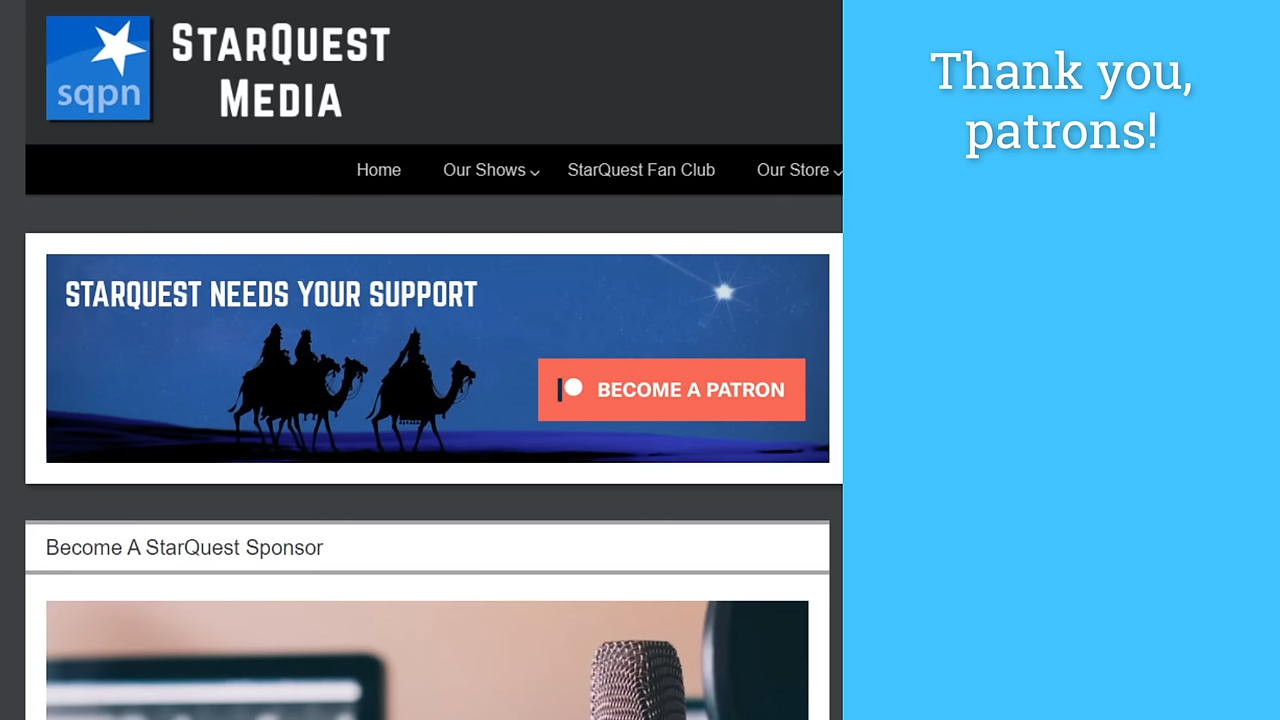 sqpn
STARQUEST
MEDIA
Home Our Shows StarQuest Fan Club Our Store
STARQUEST NEEDS YOUR SUPPORT
BECOME A PATRON
Become A StarQuest Sponsor
Thank you,
patrons!